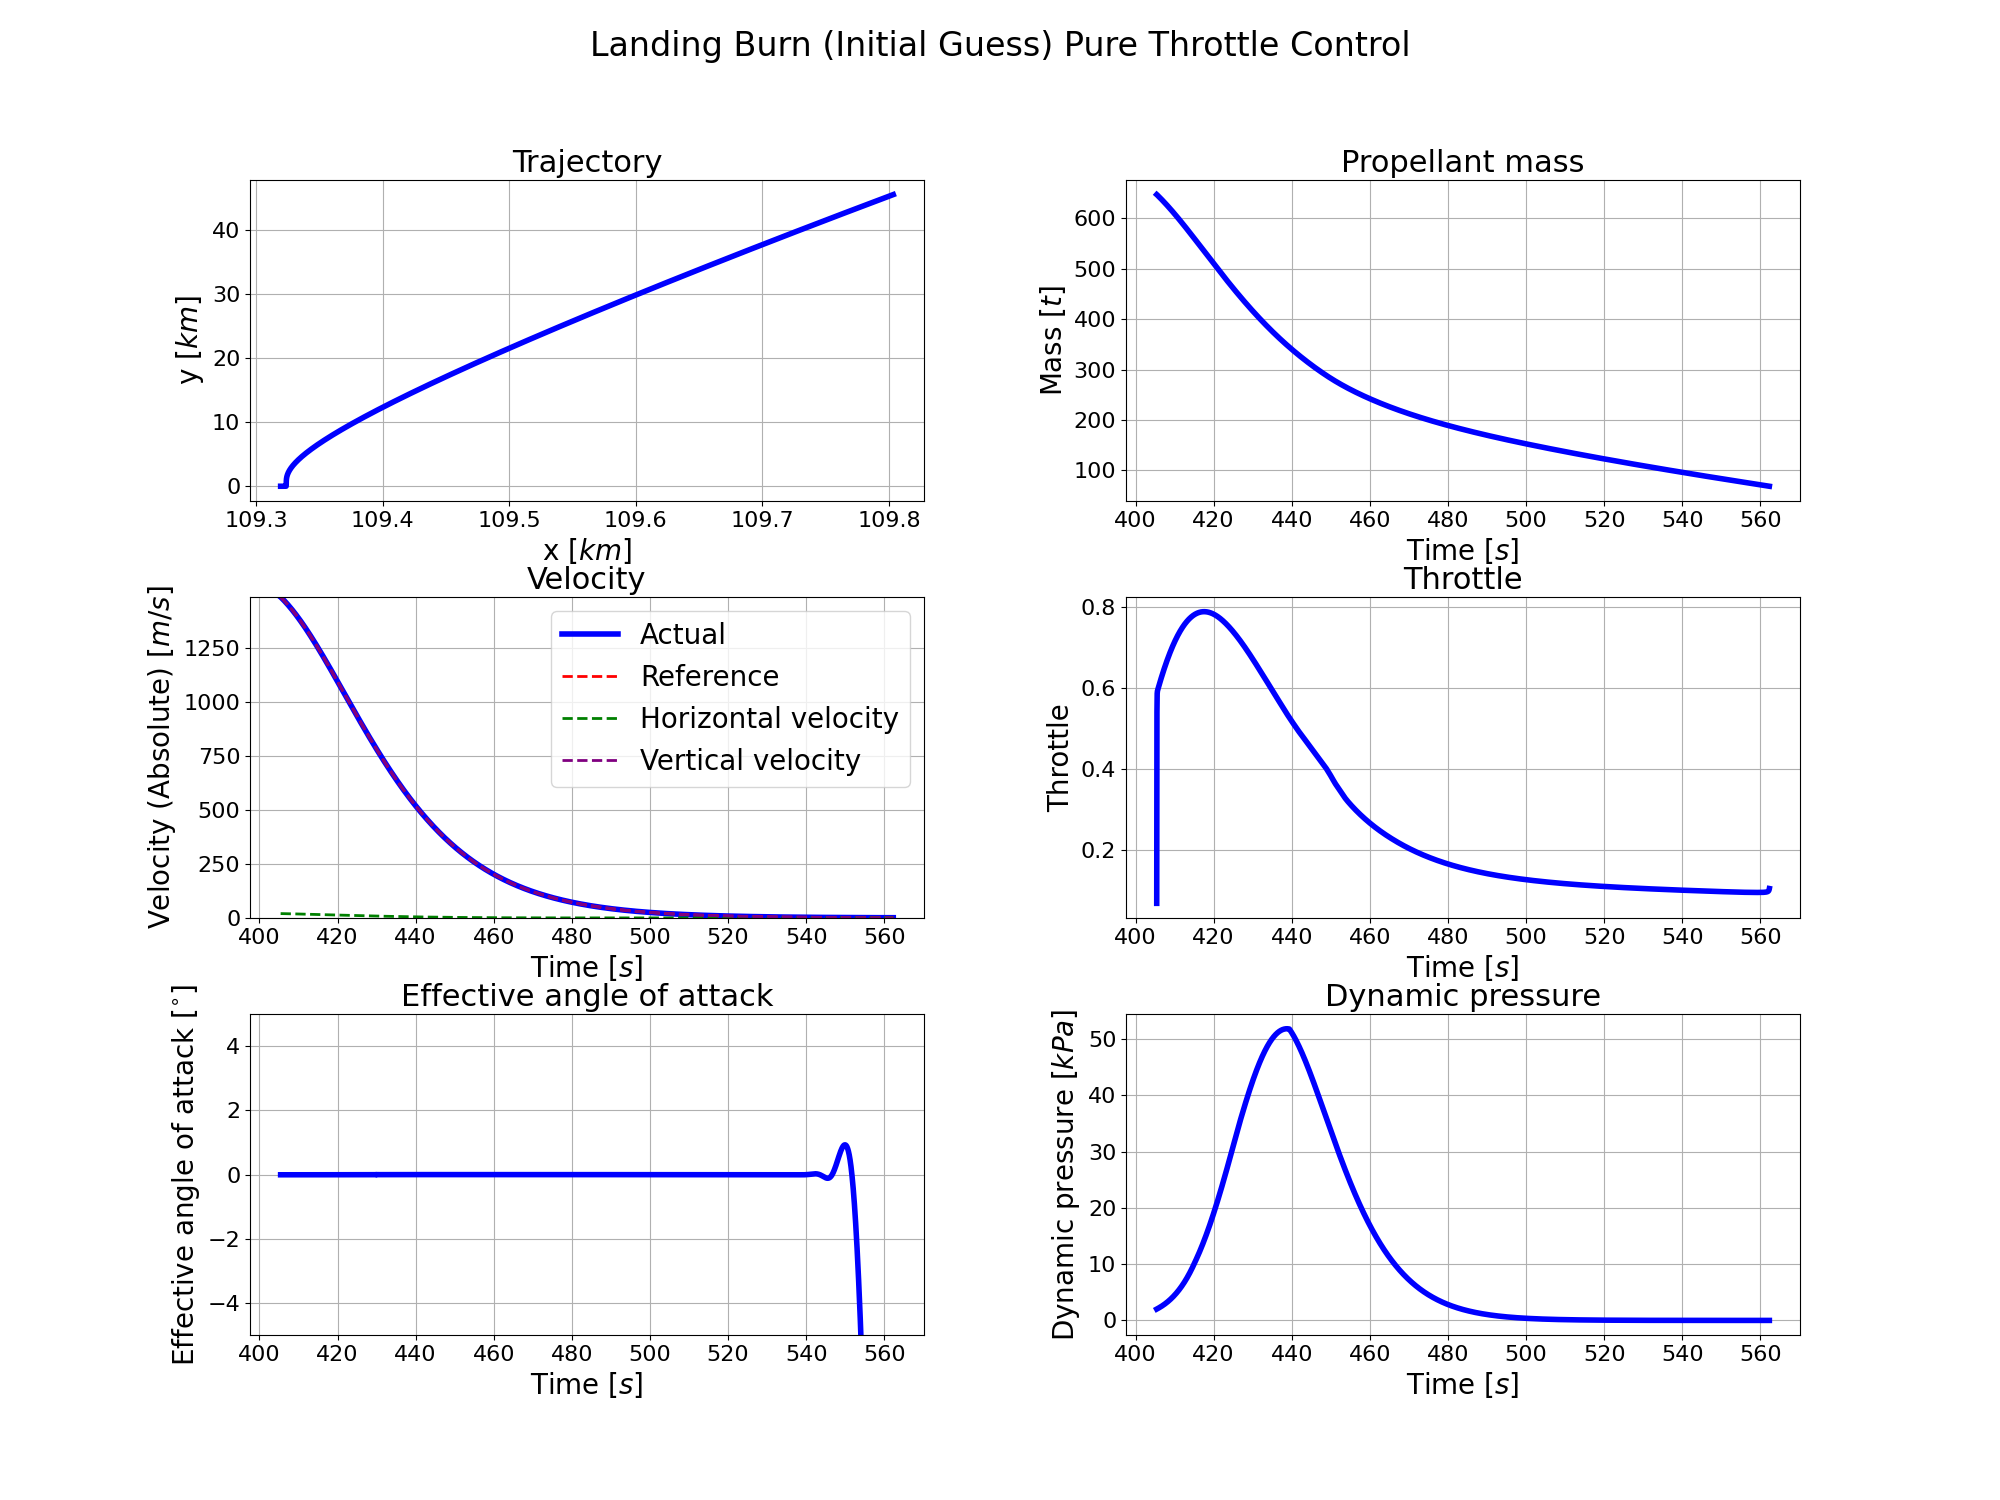 Landing Burn (Initial Guess) Pure Throttle Control
Trajectory
y [km]
40
30
20
10
0
109.3 109.4 109.5 109.6 109.7 109.8
x [km]
Propellant mass
Mass [t]
600
500
400
300
200
100
400 420 440 460 480 500 520 540 560
Time [s]
Velocity
Velocity (Absolute) [m/s]
1250
1000
750
500
250
0
Actual
Reference
Horizontal velocity
Vertical velocity
400 420 440 460 480 500 520 540 560
Time [s]
Throttle
Throttle
0.8
0.6
0.4
0.2
400 420 440 460 480 500 520 540 560
Time [s]
Effective angle of attack
Effective angle of attack [°]
4
2
0
−2
−4
400 420 440 460 480 500 520 540 560
Time [s]
Dynamic pressure
Dynamic pressure [kPa]
50
40
30
20
10
0
400 420 440 460 480 500 520 540 560
Time [s]